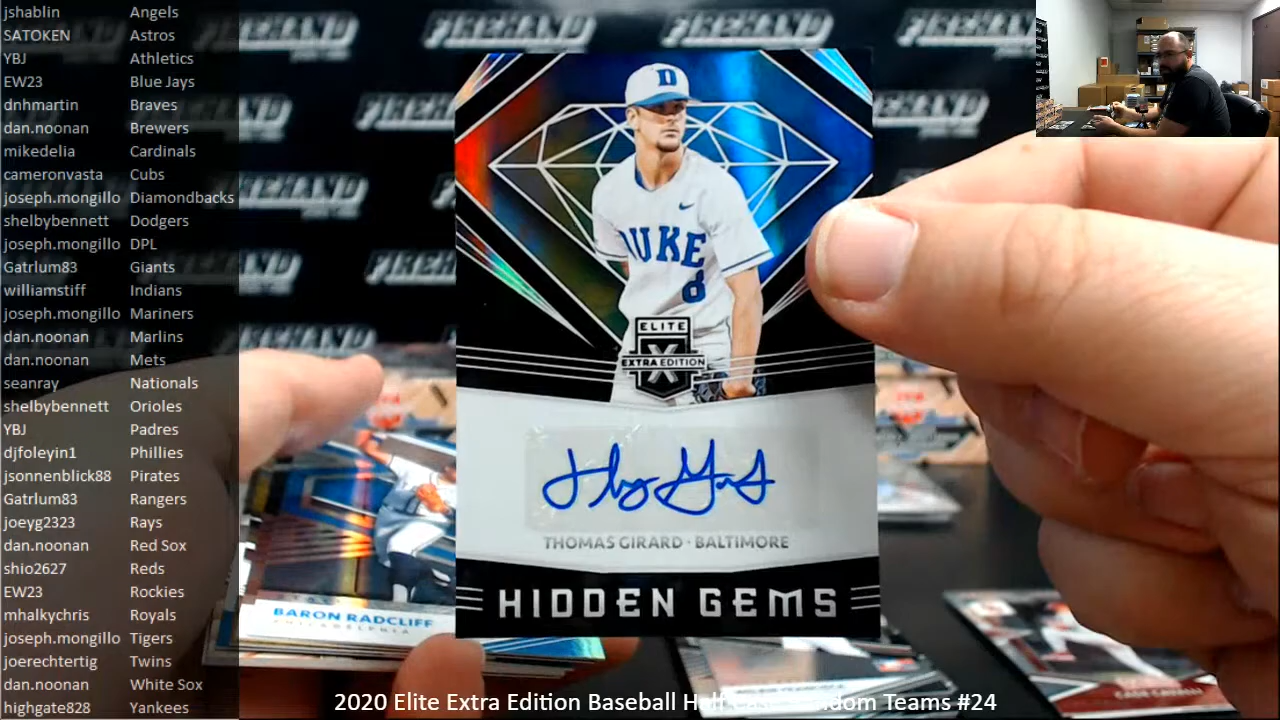 jshablin Angels
SATOKEN Astros
YBJ Athletics
EW23 Blue Jays
dnhmartin Braves
dan.noonan Brewers
mikedelia Cardinals
cameronvasta Cubs
joseph.mongillo Diamondbacks
shelbybennett Dodgers
joseph.mongillo DPL
Gatrlum83 Giants
williamstiff Indians
joseph.mongillo Mariners
dan.noonan Marlins
dan.noonan Mets
seanray Nationals
shelbybennett Orioles
YBJ Padres
djfoleyin1 Phillies
jsonnenblick88 Pirates
Gatrlum83 Rangers
joeyg2323 Rays
dan.noonan Red Sox
shio2627 Reds
EW23 Rockies
mhalkychris Royals
joseph.mongillo Tigers
joerechtertig Twins
dan.noonan White Sox
highgate828 Yankees
FIREHAND
D
DUKE
8
ELITE
EXTRA EDITION
X
THOMAS GIRARD · BALTIMORE
HIDDEN GEMS
BARON RADCLIFF
PHILADELPHIA
2020 Elite Extra Edition Baseball Half Teams #24